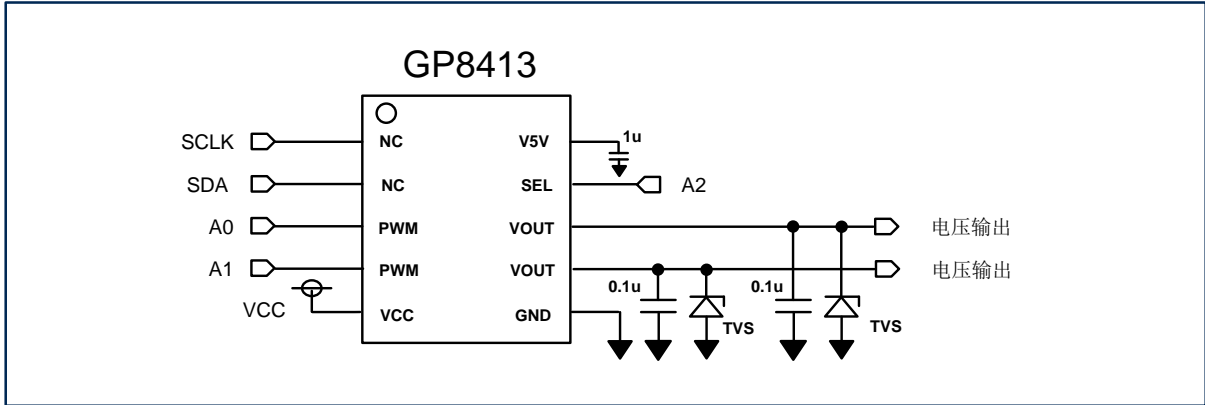 GP8413
SCLK NC V5V 1u
SDA NC SEL A2
A0 PWM VOUT 电压输出
A1 PWM VOUT 电压输出
0.1u 0.1u
VCC VCC GND TVS TVS